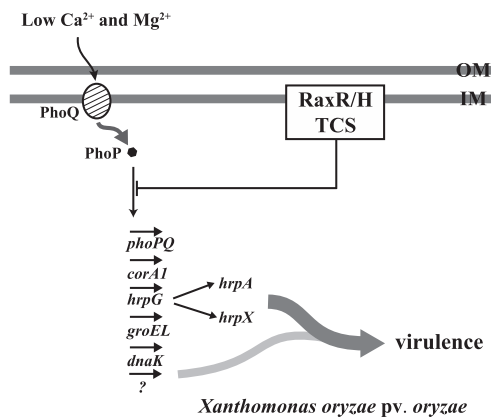 Low Ca²⁺ and Mg²⁺
OM
IM
PhoQ
RaxR/H
TCS
PhoP
phoPQ
corA1
hrpG
hrpA
hrpX
groEL
dnaK
?
virulence
Xanthomonas oryzae pv. oryzae